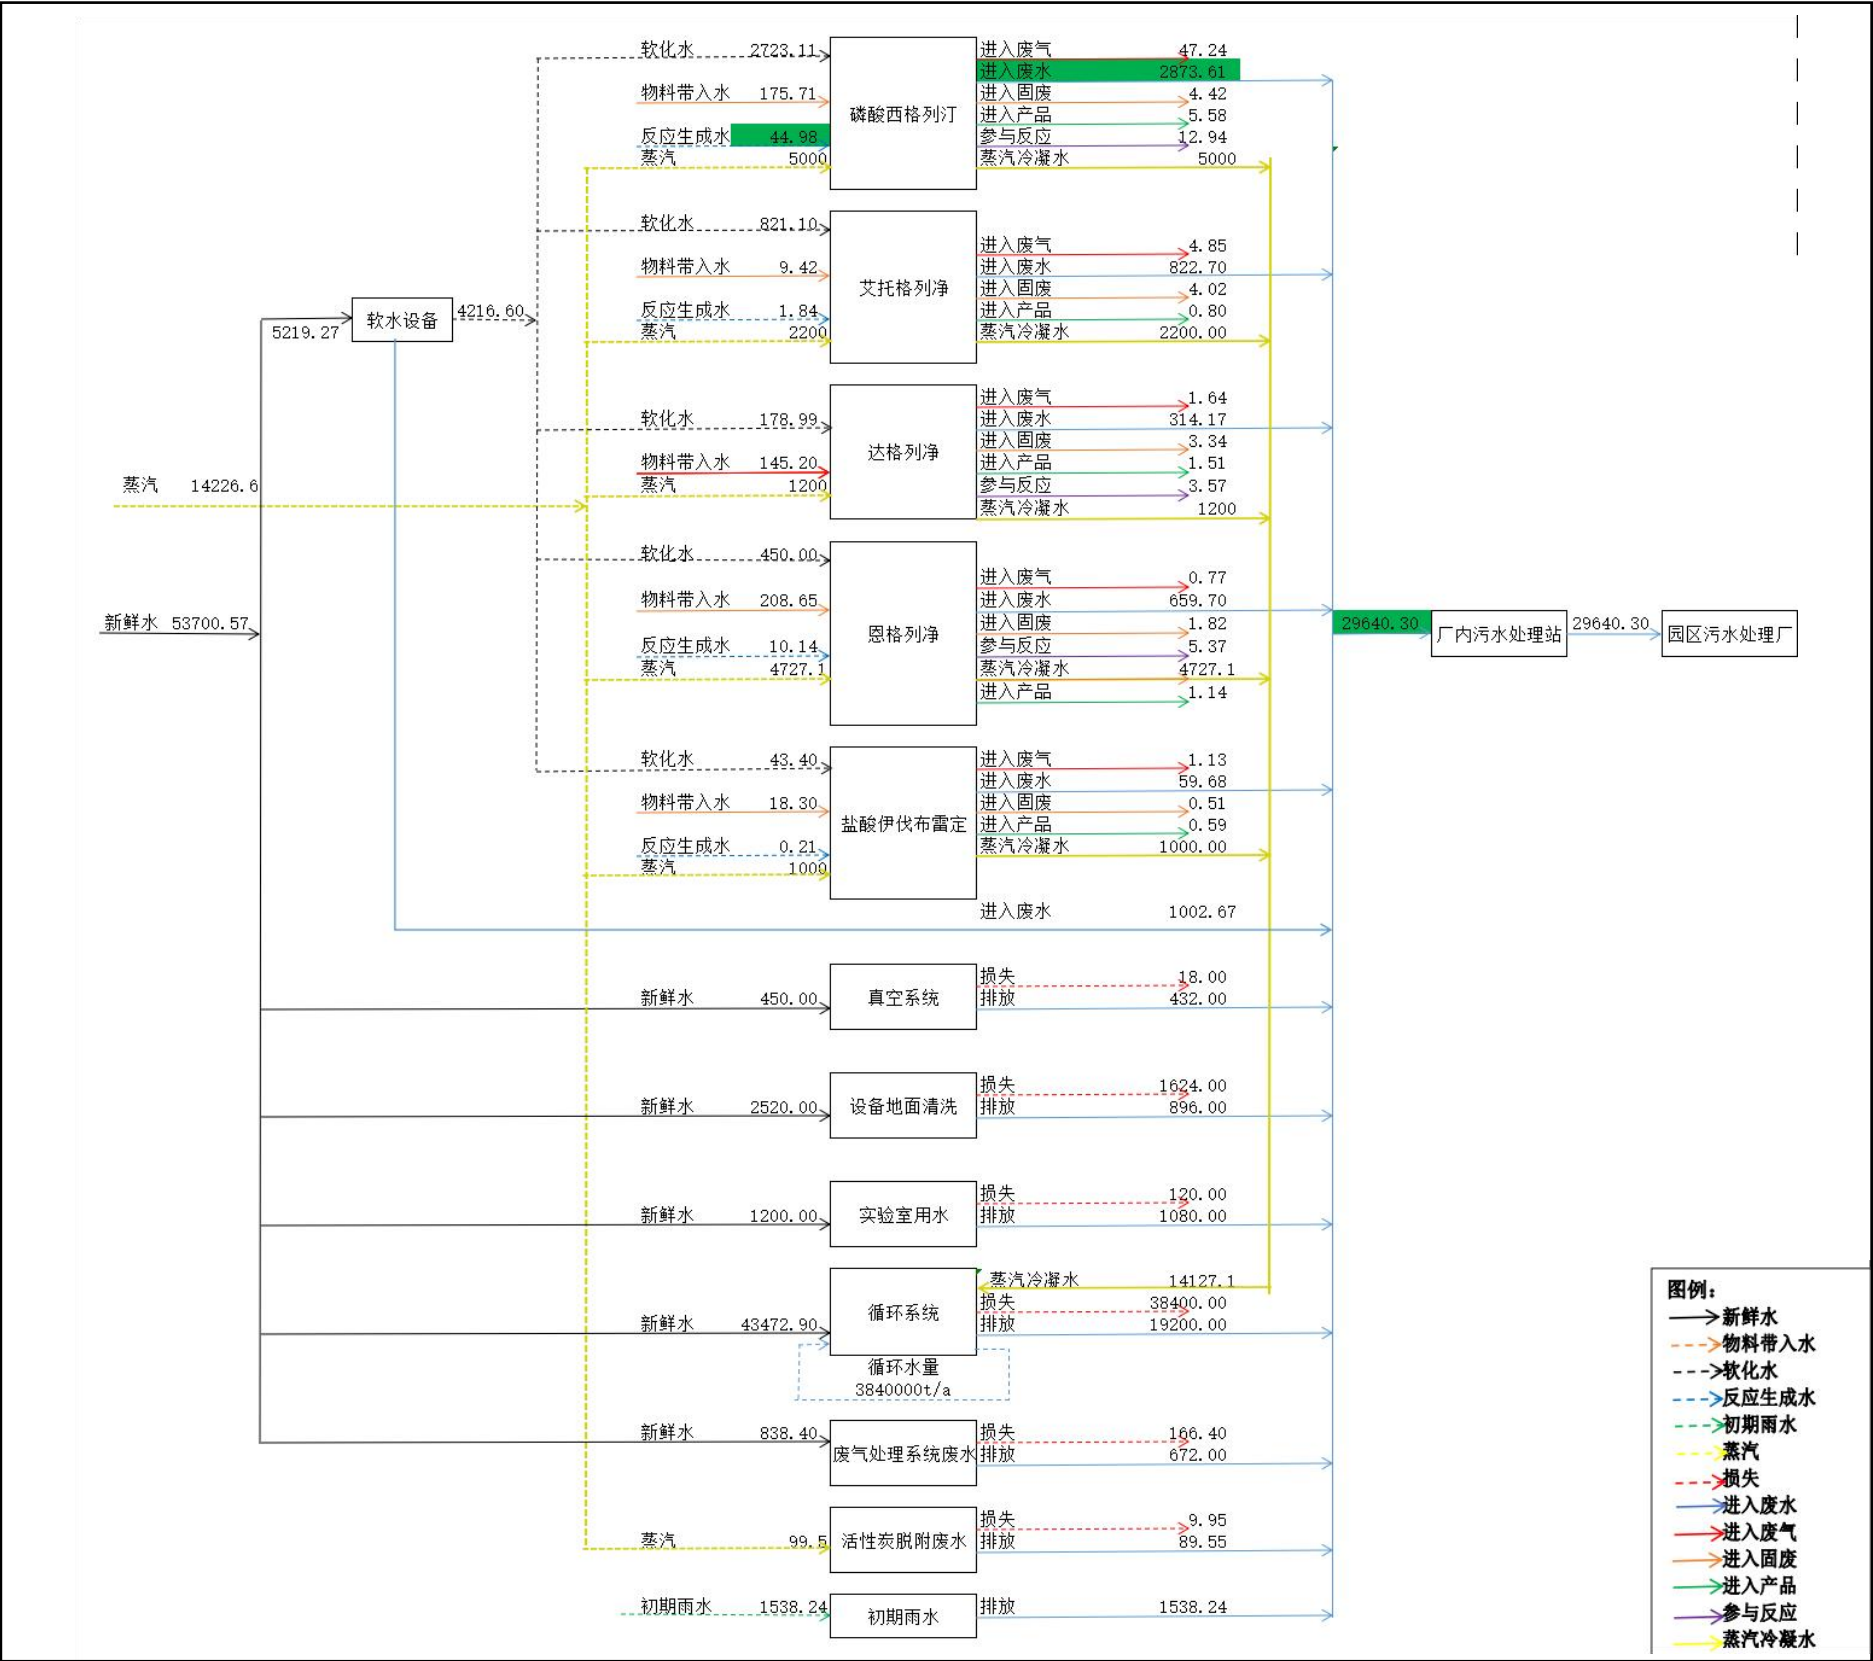 软化水 2723.11
物料带入水 175.71
反应生成水 44.98
蒸汽 5000
磷酸西格列汀
进入废气 47.24
进入废水 2873.61
进入固废 4.42
进入产品 5.58
参与反应 12.94
蒸汽冷凝水 5000
软化水 821.10
物料带入水 9.42
反应生成水 1.84
蒸汽 2200
艾托格列净
进入废气 4.85
进入废水 822.70
进入固废 4.02
进入产品 0.80
蒸汽冷凝水 2200.00
5219.27
软水设备
4216.60
软化水 178.99
物料带入水 145.20
蒸汽 1200
达格列净
进入废气 1.64
进入废水 314.17
进入固废 3.34
进入产品 1.51
参与反应 3.57
蒸汽冷凝水 1200
蒸汽 14226.6
新鲜水 53700.57
软化水 450.00
物料带入水 208.65
反应生成水 10.14
蒸汽 4727.1
恩格列净
进入废气 0.77
进入废水 659.70
进入固废 1.82
参与反应 5.37
蒸汽冷凝水 4727.1
进入产品 1.14
29640.30
厂内污水处理站
29640.30
园区污水处理厂
软化水 43.40
物料带入水 18.30
反应生成水 0.21
蒸汽 1000
盐酸伊伐布雷定
进入废气 1.13
进入废水 59.68
进入固废 0.51
进入产品 0.59
蒸汽冷凝水 1000.00
进入废水 1002.67
新鲜水 450.00
真空系统
损失 18.00
排放 432.00
新鲜水 2520.00
设备地面清洗
损失 1624.00
排放 896.00
新鲜水 1200.00
实验室用水
损失 120.00
排放 1080.00
新鲜水 43472.90
循环系统
蒸汽冷凝水 14127.1
损失 38400.00
排放 19200.00
循环水量
3840000t/a
新鲜水 838.40
废气处理系统废水
损失 166.40
排放 672.00
蒸汽 99.5
活性炭脱附废水
损失 9.95
排放 89.55
初期雨水 1538.24
初期雨水
排放 1538.24
图例：
新鲜水
物料带入水
软化水
反应生成水
初期雨水
蒸汽
损失
进入废水
进入废气
进入固废
进入产品
参与反应
蒸汽冷凝水